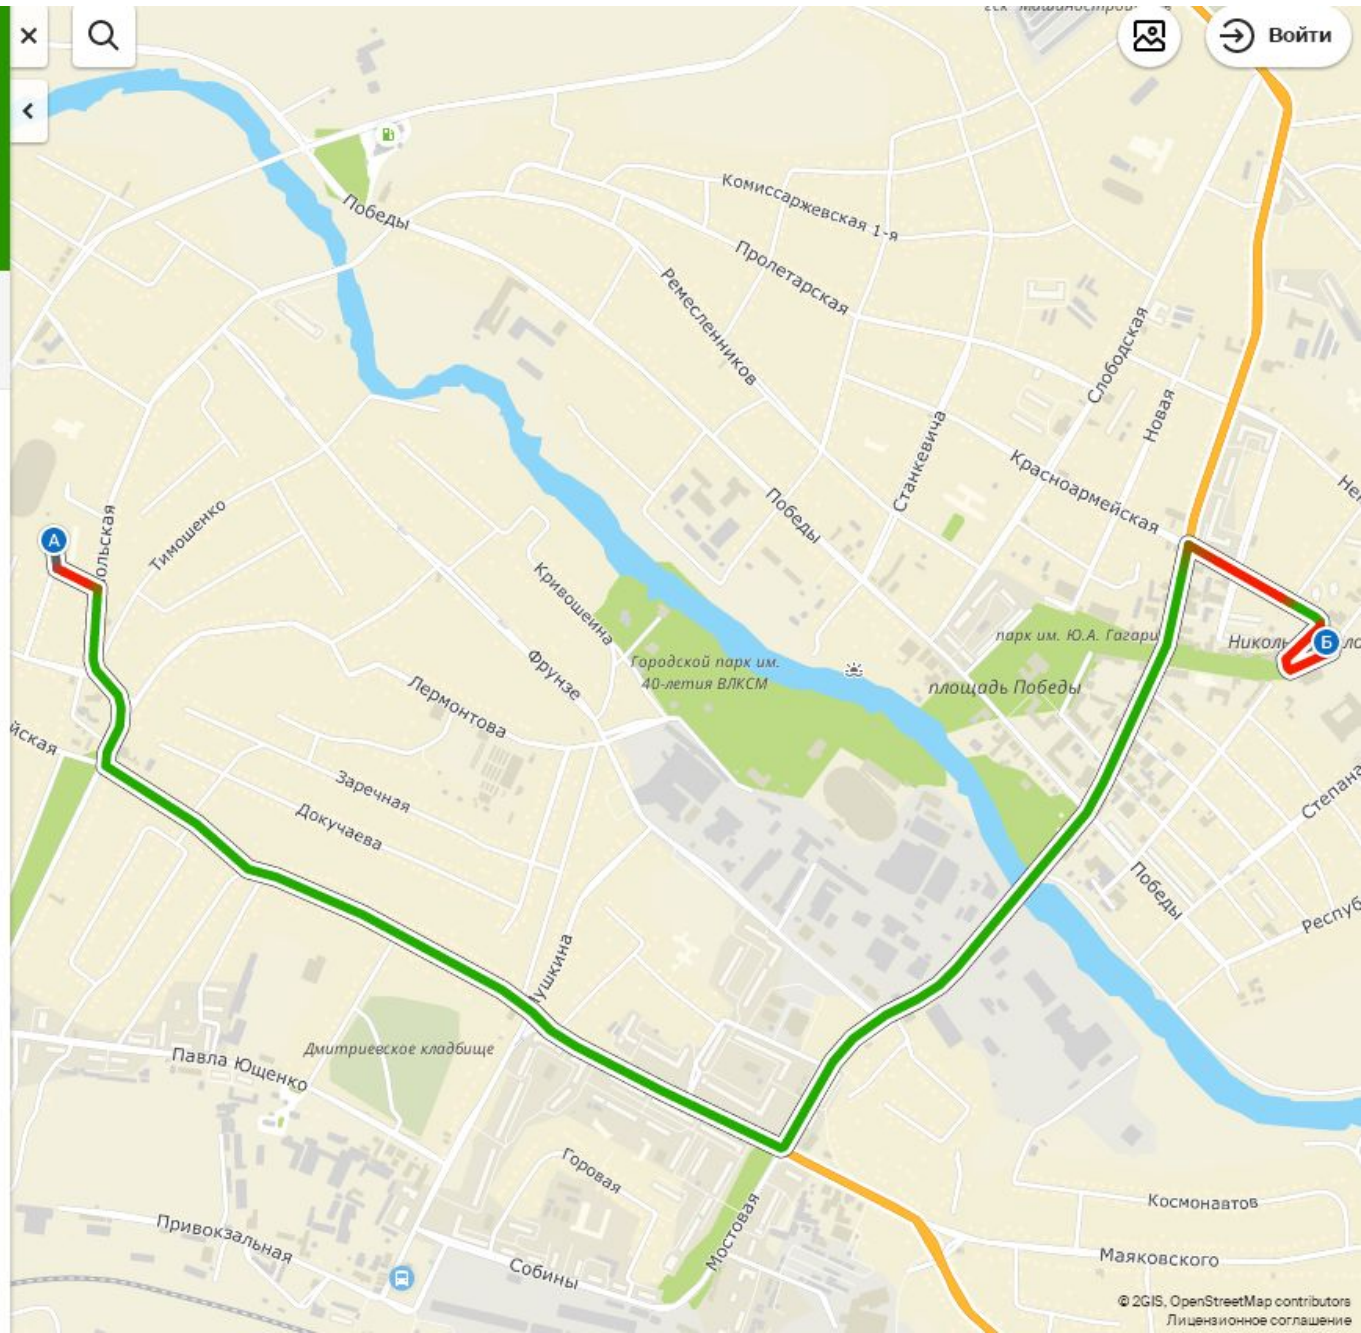 Войти
Комиссаржевская 1-я
Победы
Пролетарская
Ремесленников
Слободская
Новая
Станкевича
Красноармейская
Победы
Тимошенко
А
Кривошеина
парк им. Ю.А. Гагари
Б
Городской парк им.
40-летия ВЛКСМ
Фрунзе
площадь Победы
Лермонтова
Заречная
Докучаева
Степана
Победы
Респуб
ушкина
Дмитриевское кладбище
Павла Ющенко
Горовая
Мостовая
Космонавтов
Привокзальная
Собины
Маяковского
© 2GIS, OpenStreetMap contributors
Лицензионное соглашение